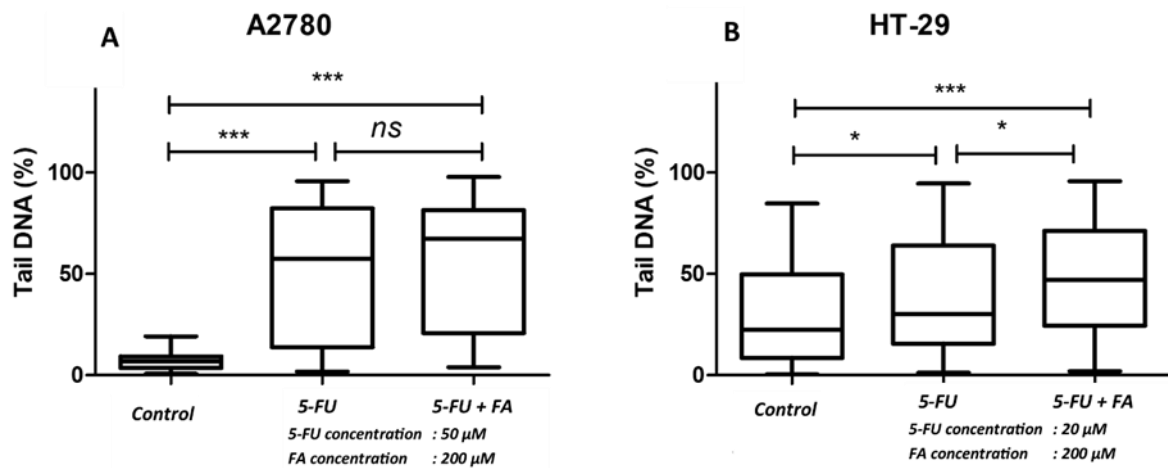 A
A2780
***
***
ns
Tail DNA (%)
100
50
0
Control
5-FU
5-FU + FA
5-FU concentration : 50 µM
FA concentration : 200 µM
B
HT-29
***
*
*
Tail DNA (%)
100
50
0
Control
5-FU
5-FU + FA
5-FU concentration : 20 µM
FA concentration : 200 µM